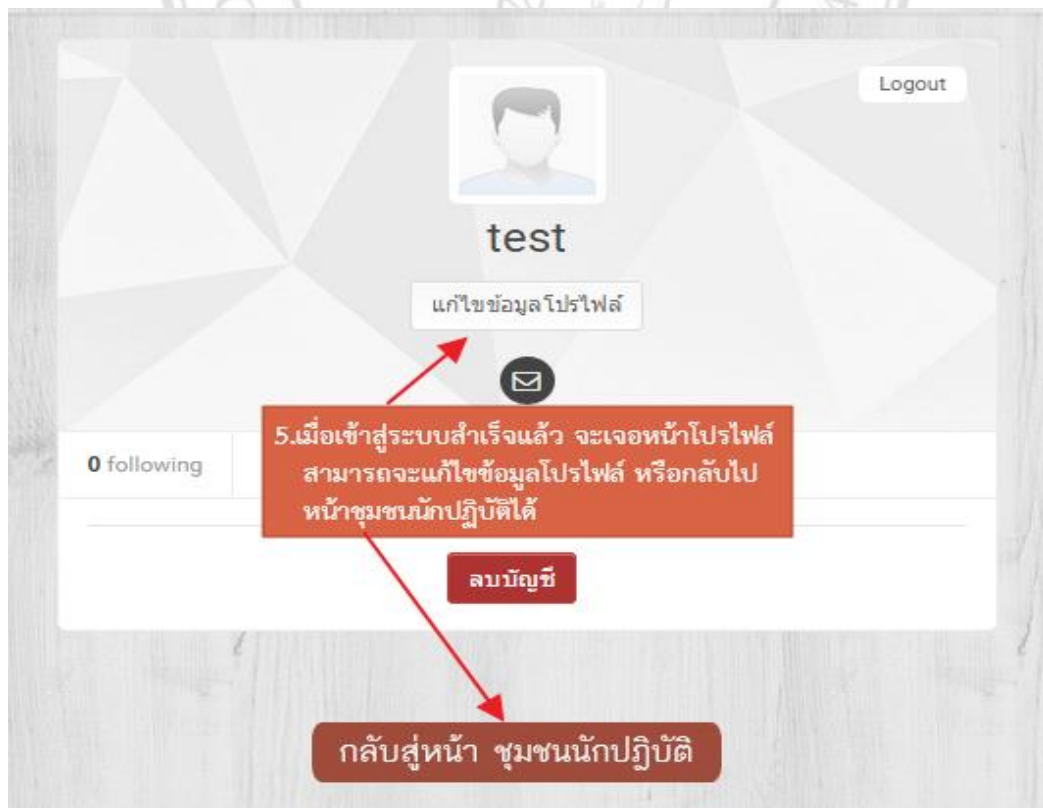 Logout
test
แก้ไขข้อมูลโปรไฟล์
5.เมื่อเข้าสู่ระบบสำเร็จแล้ว จะเจอหน้าโปรไฟล์
สามารถจะแก้ไขข้อมูลโปรไฟล์ หรือกลับไป
หน้าชุมชนนักปฏิบัติได้
0 following
ลบบัญชี
กลับสู่หน้า ชุมชนนักปฏิบัติ